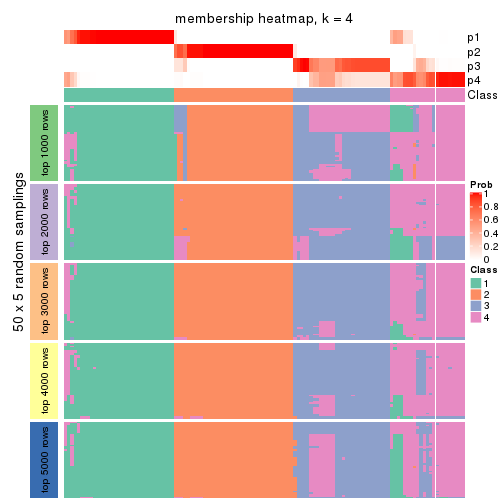 membership heatmap, k = 4
p1
p2
p3
p4
Class
50 x 5 random samplings
top 1000 rows
top 2000 rows
top 3000 rows
top 4000 rows
top 5000 rows
Prob
1
0.8
0.6
0.4
0.2
0
Class
1
2
3
4